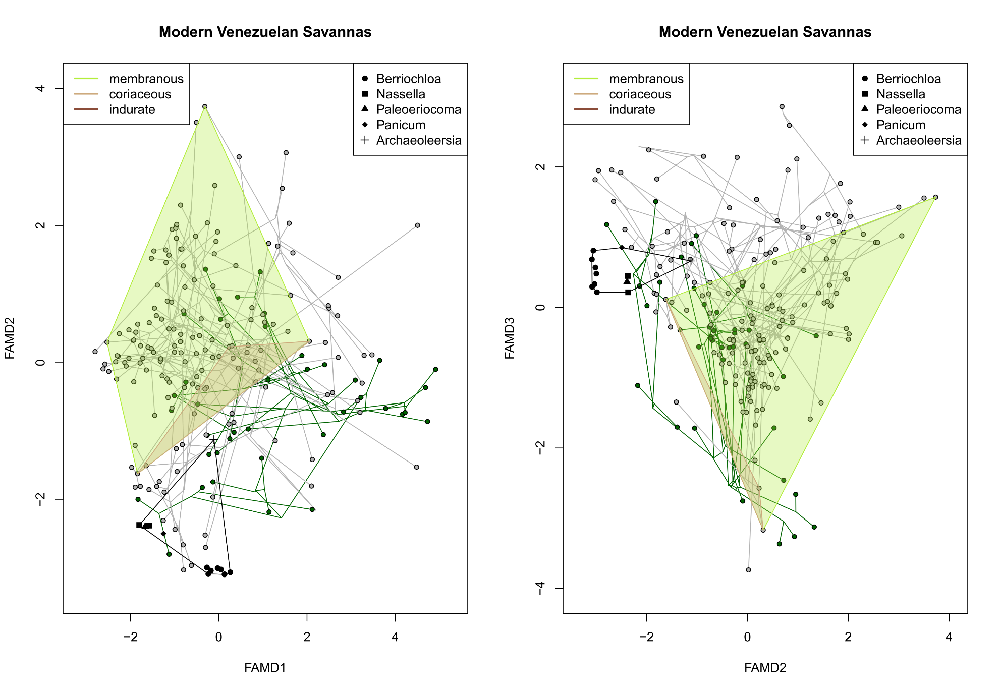 Modern Venezuelan Savannas
membranous
coriaceous
indurate
Berriochloa
Nassella
Paleoeriocoma
Panicum
Archaeoleersia
4
2
0
−2
FAMD2
−2 0 2 4
FAMD1
Modern Venezuelan Savannas
membranous
coriaceous
indurate
Berriochloa
Nassella
Paleoeriocoma
Panicum
Archaeoleersia
2
0
−2
−4
FAMD3
−2 0 2 4
FAMD2